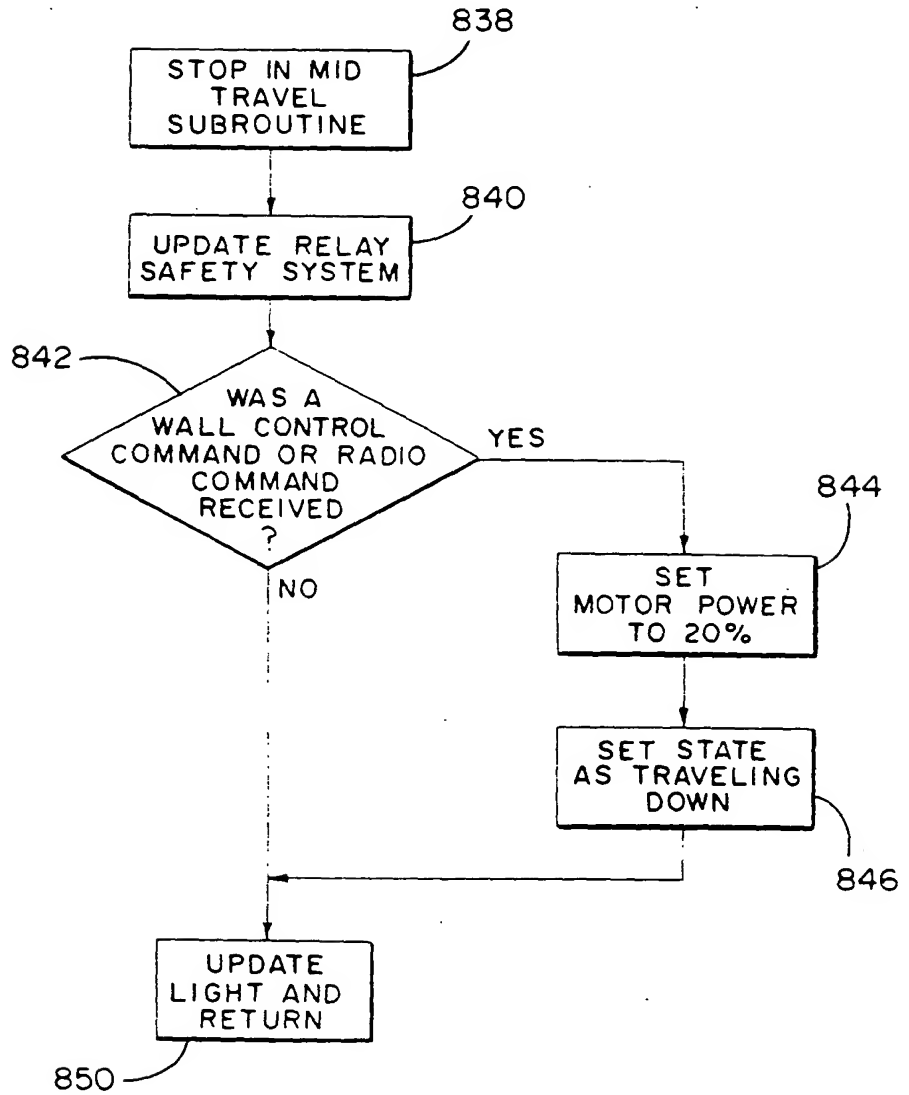 838
STOP IN MID
TRAVEL
SUBROUTINE
840
UPDATE RELAY
SAFETY SYSTEM
842
WAS A
WALL CONTROL
COMMAND OR RADIO
COMMAND
RECEIVED
?
YES
NO
844
SET
MOTOR POWER
TO 20%
SET STATE
AS TRAVELING
DOWN
846
UPDATE
LIGHT AND
RETURN
850